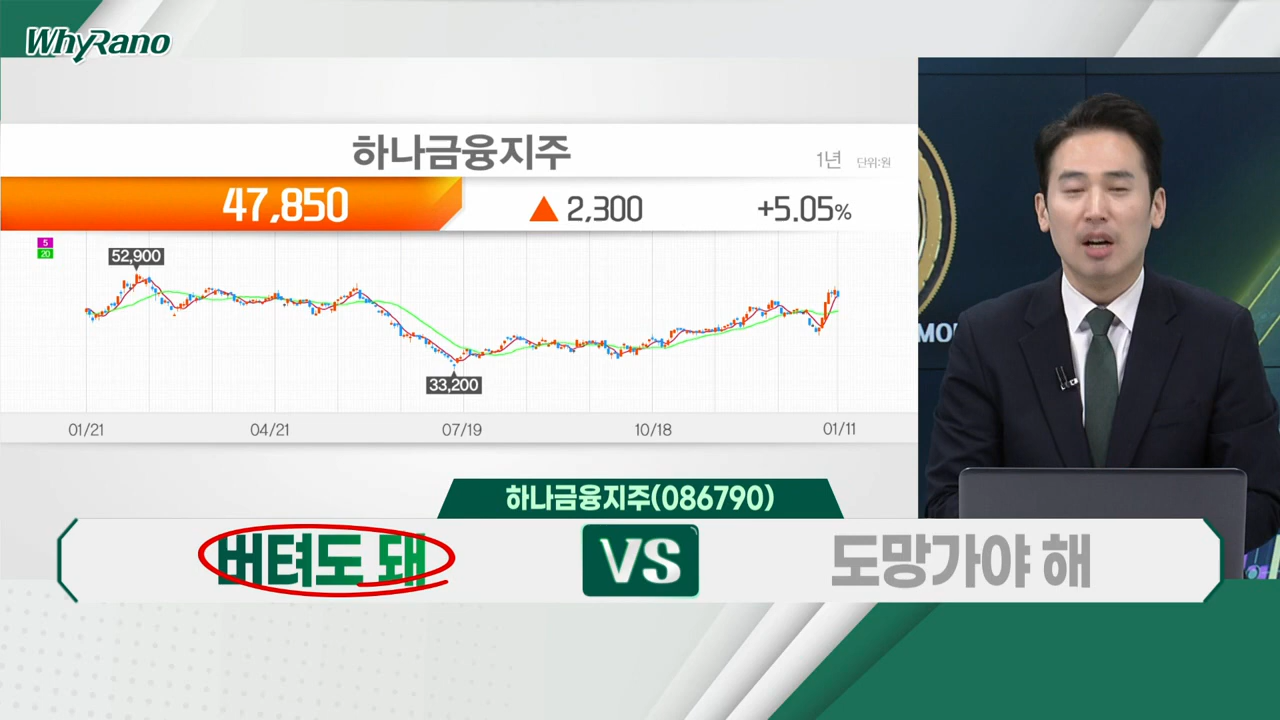 WhyRano
하나금융지주
1년 단위:원
47,850 ▲ 2,300 +5.05%
5
20
52,900
33,200
01/21 04/21 07/19 10/18 01/11
하나금융지주(086790)
버텨도 돼 VS 도망가야 해